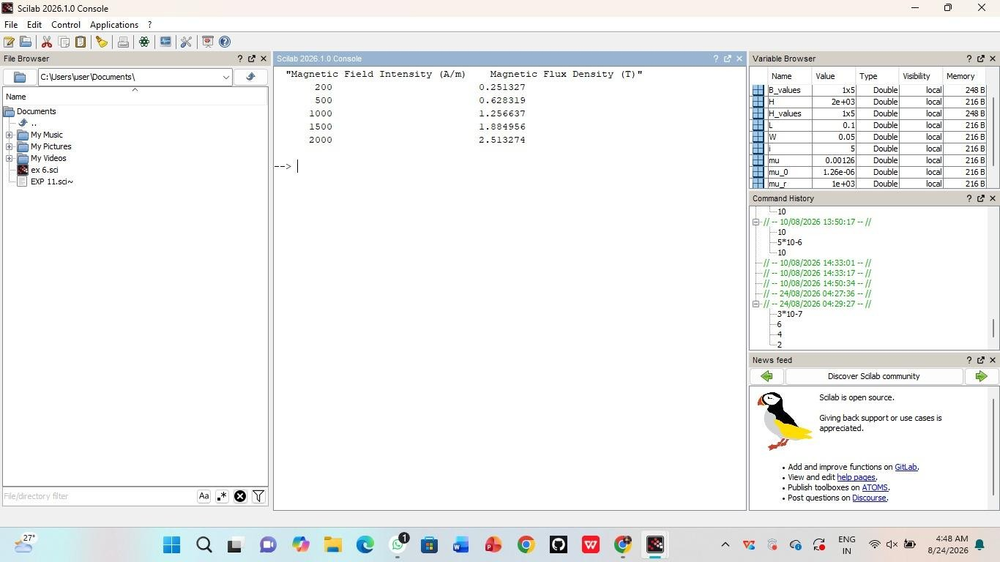 Scilab 2026.1.0 Console
File Edit Control Applications ?
File Browser ?
C:\Users\user\Documents\
Name
Documents
..
My Music
My Pictures
My Videos
ex 6.sci
EXP 11.sci~
File/directory filter
Aa .*
Scilab 2026.1.0 Console ?
"Magnetic Field Intensity (A/m) Magnetic Flux Density (T)"
200 0.251327
500 0.628319
1000 1.256637
1500 1.884956
2000 2.513274
-->
Variable Browser ?
Name Value Type Visibility Memory
B_values 1x5 Double local 248 B
H 2e+03 Double local 216 B
H_values 1x5 Double local 248 B
L 0.1 Double local 216 B
W 0.05 Double local 216 B
i 5 Double local 216 B
mu 0.00126 Double local 216 B
mu_0 1.26e-06 Double local 216 B
mu_r 1e+03 Double local 216 B
Command History ?
10
// -- 10/08/2026 13:50:17 -- //
10
5*10-6
10
// -- 10/08/2026 14:33:01 -- //
// -- 10/08/2026 14:33:17 -- //
// -- 10/08/2026 14:50:34 -- //
// -- 24/08/2026 04:27:36 -- //
// -- 24/08/2026 04:29:27 -- //
3*10-7
6
4
2
News feed ?
Discover Scilab community
Scilab is open source.
Giving back support or use cases is
appreciated.
• Add and improve functions on GitLab.
• View and edit help pages.
• Publish toolboxes on ATOMS.
• Post questions on Discourse.
27°
1
ENG
IN
4:48 AM
8/24/2026